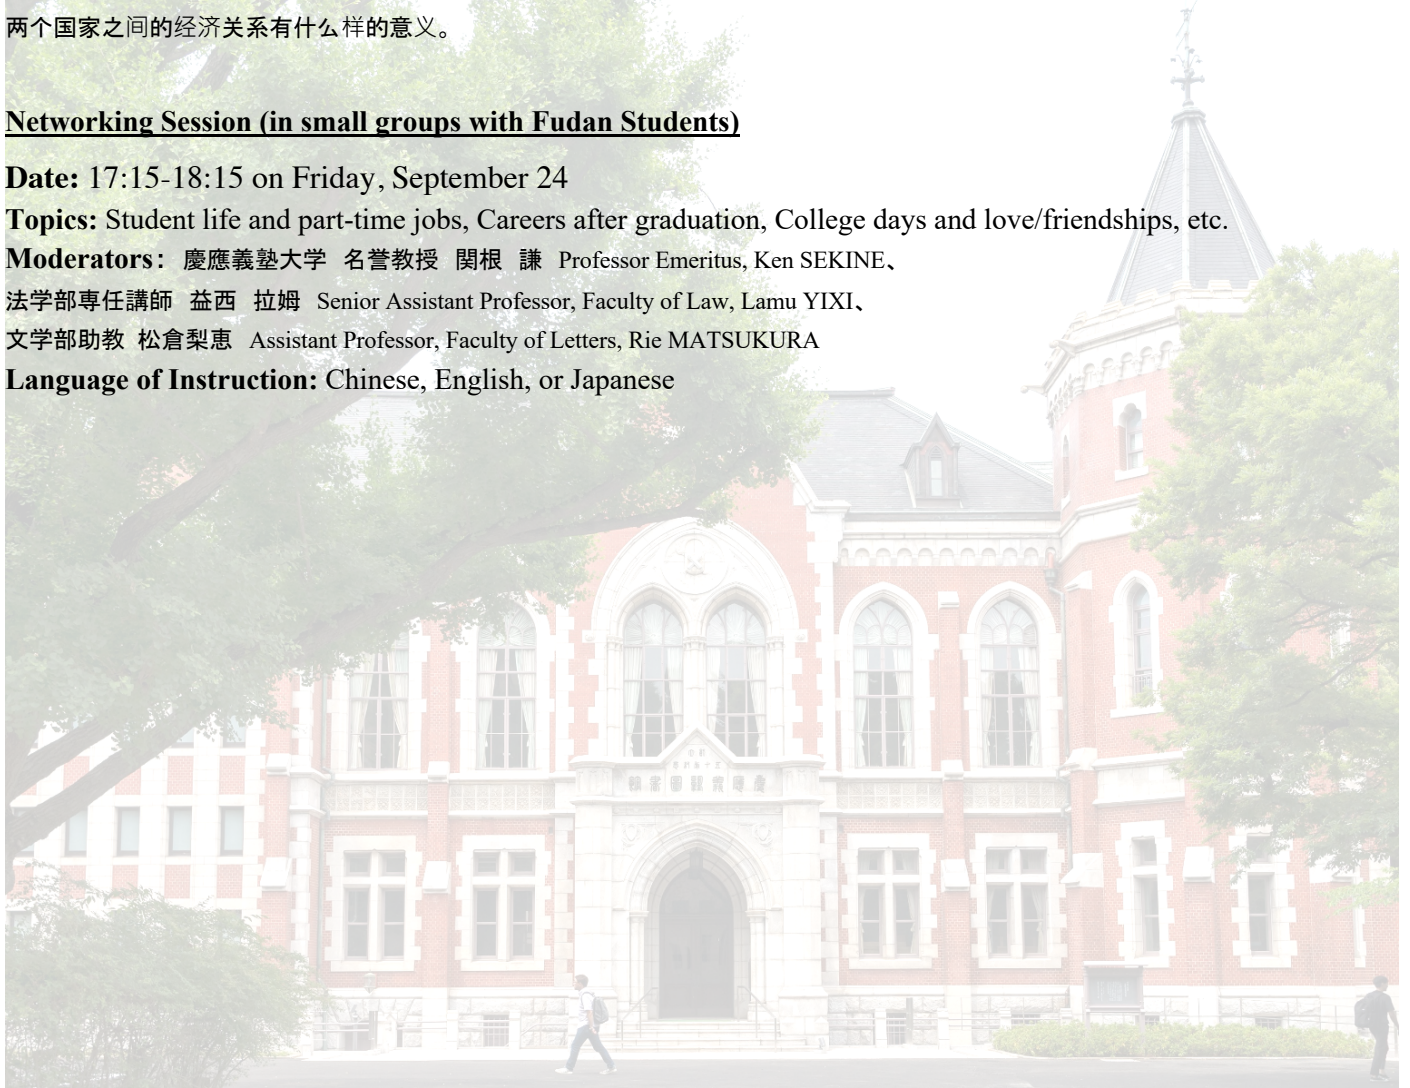 两个国家之间的经济关系有什么样的意义。
Networking Session (in small groups with Fudan Students)
Date: 17:15-18:15 on Friday, September 24
Topics: Student life and part-time jobs, Careers after graduation, College days and love/friendships, etc.
Moderators： 慶應義塾大学 名誉教授 関根 謙 Professor Emeritus, Ken SEKINE、
法学部専任講師 益西 拉姆 Senior Assistant Professor, Faculty of Law, Lamu YIXI、
文学部助教 松倉梨恵 Assistant Professor, Faculty of Letters, Rie MATSUKURA
Language of Instruction: Chinese, English, or Japanese